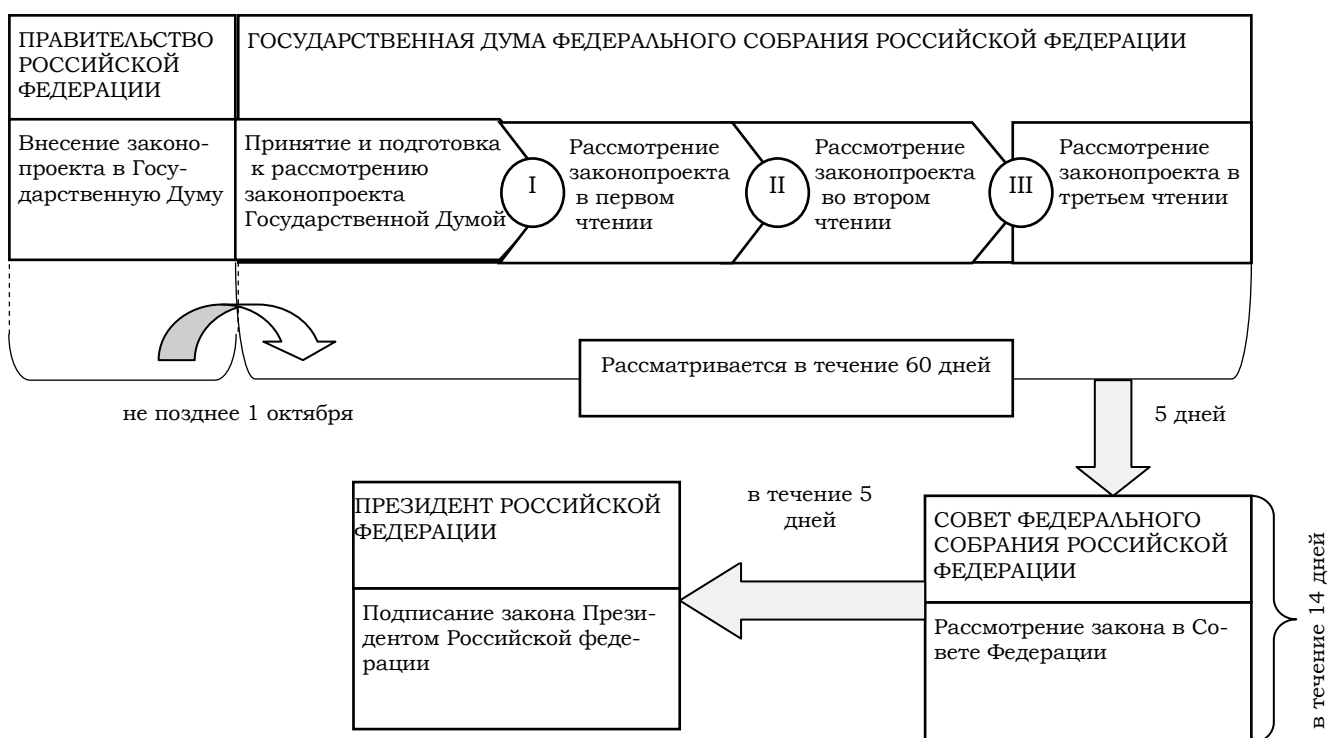 ПРАВИТЕЛЬСТВО
РОССИЙСКОЙ
ФЕДЕРАЦИИ
ГОСУДАРСТВЕННАЯ ДУМА ФЕДЕРАЛЬНОГО СОБРАНИЯ РОССИЙСКОЙ ФЕДЕРАЦИИ
Внесение законо-
проекта в Госу-
дарственную Думу
Принятие и подготовка
к рассмотрению
законопроекта
Государственной Думой
I
Рассмотрение
законопроекта
в первом
чтении
II
Рассмотрение
законопроекта
во втором
чтении
III
Рассмотрение
законопроекта в
третьем чтении
Рассматривается в течение 60 дней
не позднее 1 октября
5 дней
ПРЕЗИДЕНТ РОССИЙСКОЙ
ФЕДЕРАЦИИ
Подписание закона Прези-
дентом Российской феде-
рации
в течение 5
дней
СОВЕТ ФЕДЕРАЛЬНОГО
СОБРАНИЯ РОССИЙСКОЙ
ФЕДЕРАЦИИ
Рассмотрение закона в Со-
вете Федерации
в течение 14 дней